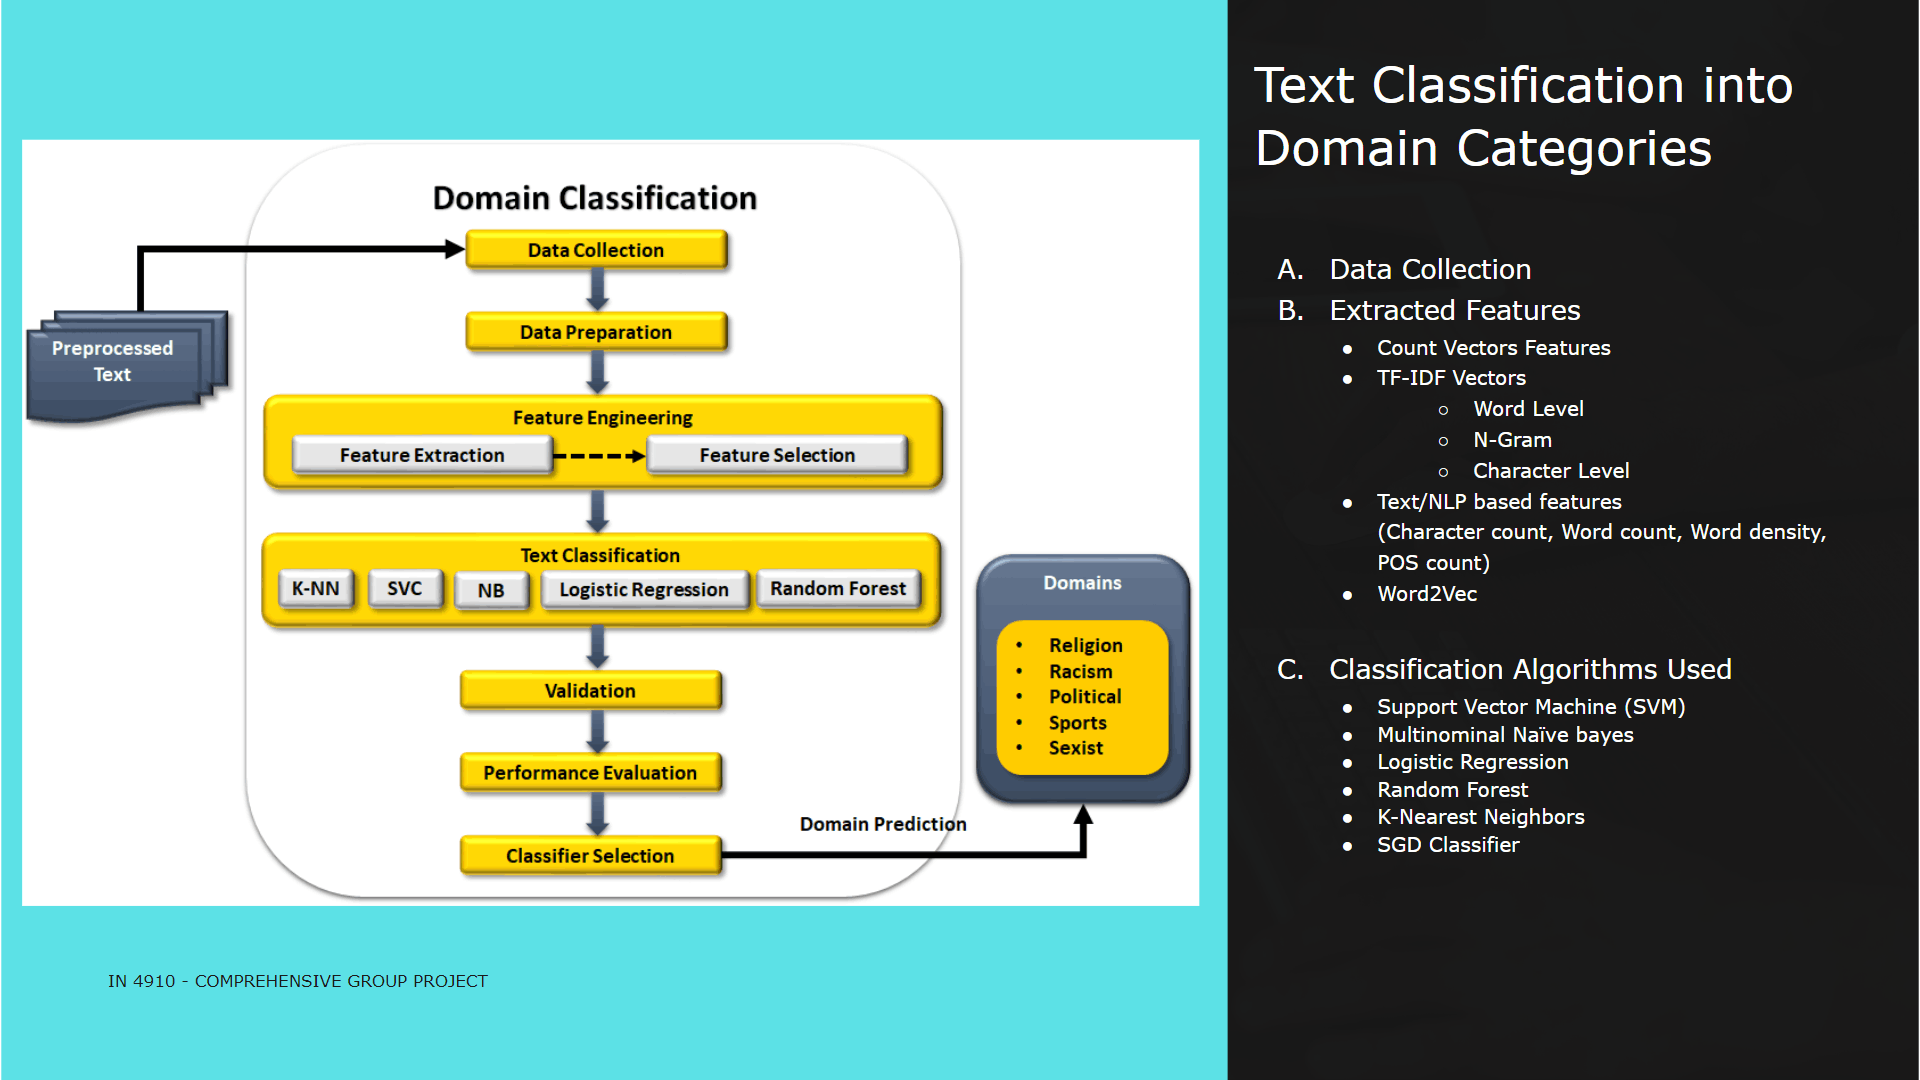 Text Classification into
Domain Categories
Domain Classification
Data Collection
Data Preparation
Preprocessed
Text
Feature Engineering
Feature Extraction
Feature Selection
Text Classification
K-NN
SVC
NB
Logistic Regression
Random Forest
Validation
Performance Evaluation
Classifier Selection
Domain Prediction
Domains
• Religion
• Racism
• Political
• Sports
• Sexist
A. Data Collection
B. Extracted Features
● Count Vectors Features
● TF-IDF Vectors
○ Word Level
○ N-Gram
○ Character Level
● Text/NLP based features
(Character count, Word count, Word density,
POS count)
● Word2Vec
C. Classification Algorithms Used
● Support Vector Machine (SVM)
● Multinominal Naïve bayes
● Logistic Regression
● Random Forest
● K-Nearest Neighbors
● SGD Classifier
IN 4910 - COMPREHENSIVE GROUP PROJECT